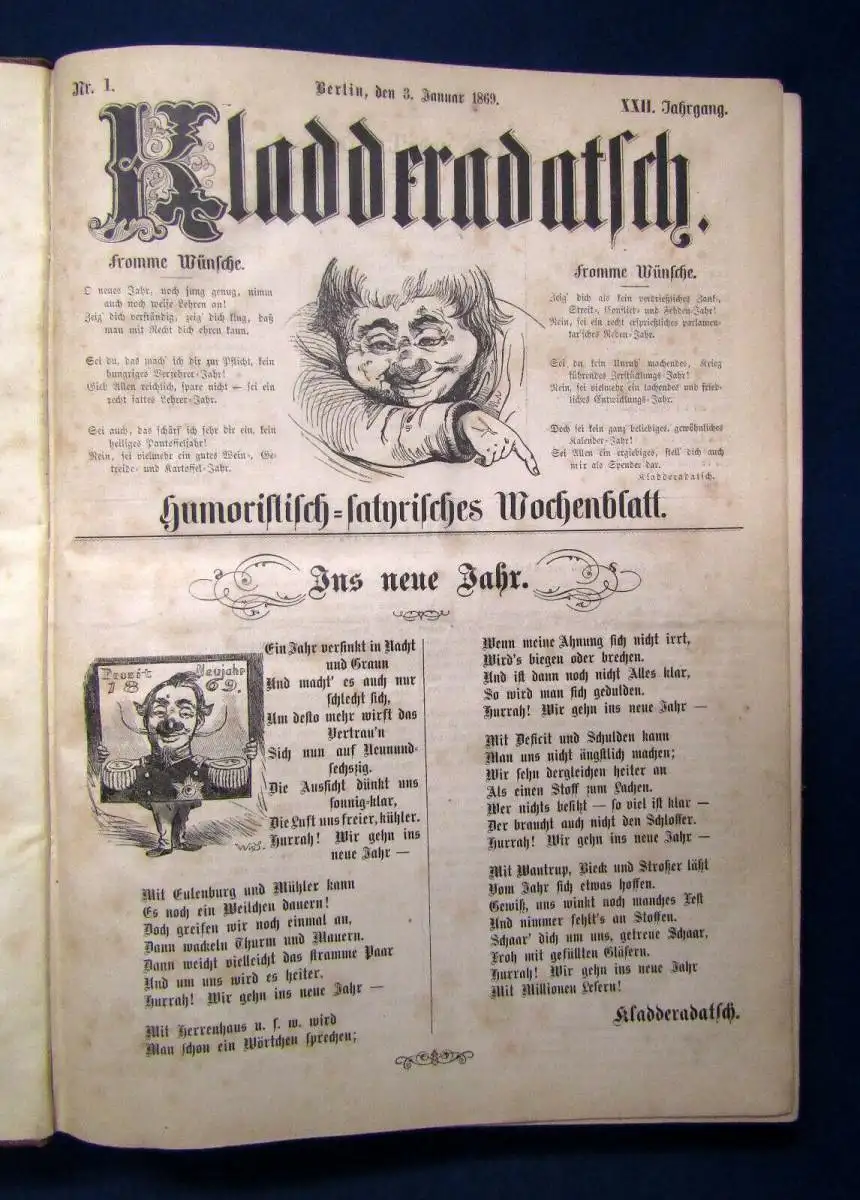 Nr. 1.
Berlin, den 3. Januar 1869.
XXII. Jahrgang.
Kladderadatsch.
Fromme Wünsche.
O neues Jahr, noch jung genug, nimm
auch noch weise Lehren an!
Zeig' dich verständig, zeig' dich klug, daß
man mit Recht dich ehren kann.
Sei du, das mach' ich dir zur Pflicht, kein
hungriges Verzehrer-Jahr!
Gieb Allen reichlich, spare nicht — sei ein
recht sattes Lehrer-Jahr.
Sei auch, das schärf' ich sehr dir ein, kein
heiliges Pantoffeljahr!
Nein, sei vielmehr ein gutes Wein-, Ge-
treide- und Kartoffel-Jahr.
Fromme Wünsche.
Zeig' dich als kein verdrießliches Zank-,
Streit-, Conflict- und Fehden-Jahr!
Nein, sei ein recht ersprießliches parlamen-
tar'sches Reden-Jahr.
Sei du kein Unruh' machendes, Krieg
führendes Zerstücklungs-Jahr!
Nein, sei vielmehr ein lachendes und fried-
liches Entwicklungs-Jahr.
Doch sei kein ganz beliebiges, gewöhnliches
Kalender-Jahr!
Sei Allen ein ergiebiges, stell' dich auch
mir als Spender dar.
Kladderadatsch.
Humoristisch=satyrisches Wochenblatt.
Ins neue Jahr.
Prosit Neujahr
1869.
Ein Jahr versinkt in Nacht
und Graun
Und macht' es auch nur
schlecht sich,
Um desto mehr wirft das
Vertrau'n
Sich nun auf Neunund-
sechszig.
Die Aussicht dünkt uns
sonnig-klar,
Die Luft uns freier, kühler.
Hurrah! Wir gehn ins
neue Jahr —
Mit Eulenburg und Mühler kann
Es noch ein Weilchen dauern!
Doch greifen wir noch einmal an,
Dann wackeln Thurm und Mauern.
Dann weicht vielleicht das stramme Paar
Und um uns wird es heiter.
Hurrah! Wir gehn ins neue Jahr —
Mit Herrenhaus u. s. w. wird
Man schon ein Wörtchen sprechen;
Wenn meine Ahnung sich nicht irrt,
Wird's biegen oder brechen.
Und ist dann noch nicht Alles klar,
So wird man sich gedulden.
Hurrah! Wir gehn ins neue Jahr —
Mit Deficit und Schulden kann
Man uns nicht ängstlich machen;
Wir sehn dergleichen heiter an
Als einen Stoff zum Lachen.
Wer nichts besitzt — so viel ist klar —
Der braucht auch nicht den Schlosser.
Hurrah! Wir gehn ins neue Jahr —
Mit Wantrup, Bieck und Stroßer läßt
Vom Jahr sich etwas hoffen.
Gewiß, uns winkt noch manches Fest
Und nimmer fehlt's an Stoffen.
Schaar' dich um uns, getreue Schaar,
Froh mit gefüllten Gläsern.
Hurrah! Wir gehn ins neue Jahr
Mit Millionen Lesern!
Kladderadatsch.